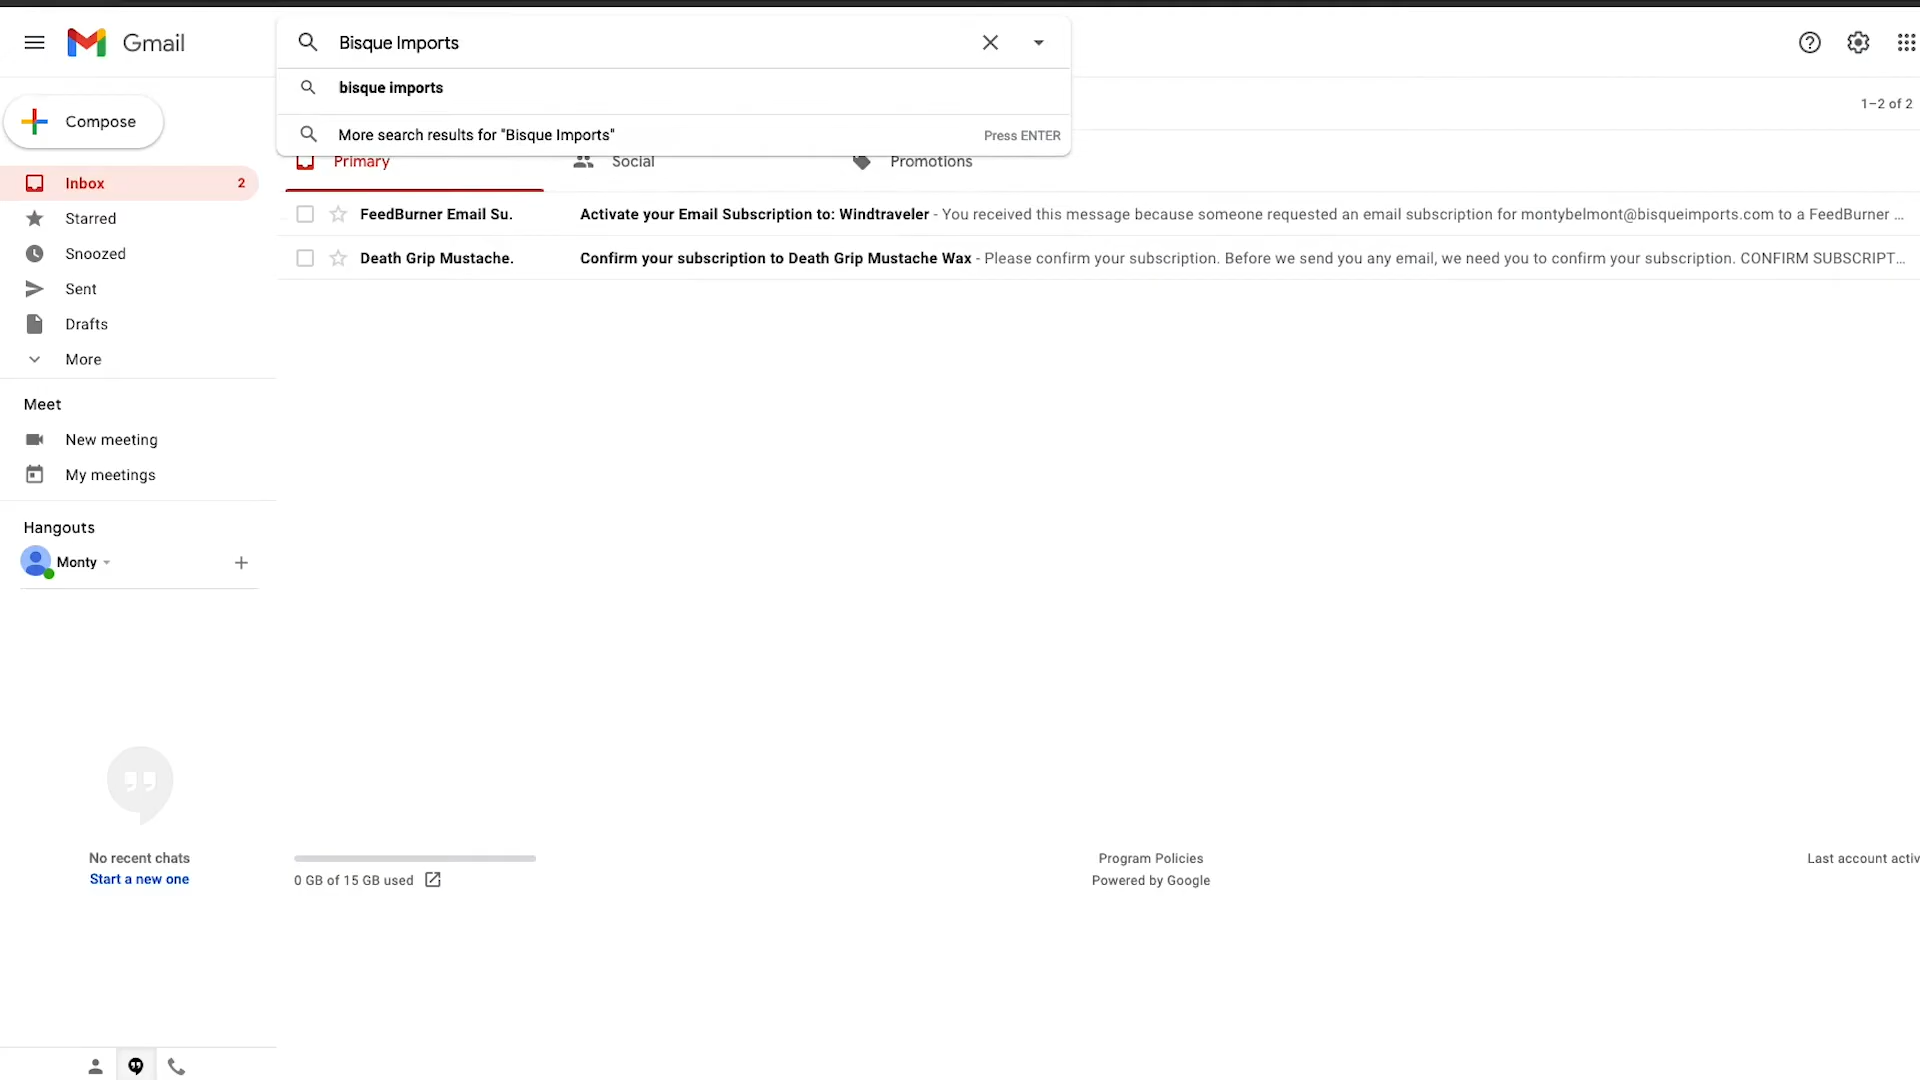 Gmail
Bisque Imports
bisque imports
More search results for "Bisque Imports" Press ENTER
1–2 of 2
Compose
Primary Social Promotions
Inbox 2
FeedBurner Email Su. Activate your Email Subscription to: Windtraveler - You received this message because someone requested an email subscription for montybelmont@bisqueimports.com to a FeedBurner ...
Starred
Death Grip Mustache. Confirm your subscription to Death Grip Mustache Wax - Please confirm your subscription. Before we send you any email, we need you to confirm your subscription. CONFIRM SUBSCRIPT...
Snoozed
Sent
Drafts
More
Meet
New meeting
My meetings
Hangouts
Monty
No recent chats
Start a new one
0 GB of 15 GB used
Program Policies
Powered by Google
Last account activ